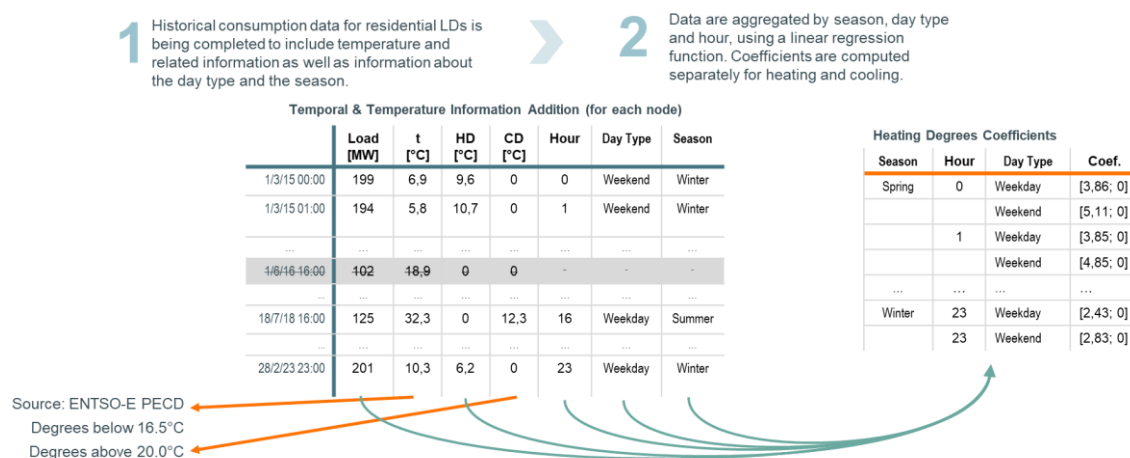 1
Historical consumption data for residential LDs is
being completed to include temperature and
related information as well as information about
the day type and the season.
2
Data are aggregated by season, day type
and hour, using a linear regression
function. Coefficients are computed
separately for heating and cooling.
Temporal & Temperature Information Addition (for each node)
Load [MW] t [°C] HD [°C] CD [°C] Hour Day Type Season
1/3/15 00:00 199 6,9 9,6 0 0 Weekend Winter
1/3/15 01:00 194 5,8 10,7 0 1 Weekend Winter
... ... ... ... ... ... ... ...
1/6/16 16:00 102 18,9 0 0 - - -
.. ... ... ... ... ... ... ...
18/7/18 16:00 125 32,3 0 12,3 16 Weekday Summer
.. ... ... ... ... ... ... ...
28/2/23 23:00 201 10,3 6,2 0 23 Weekday Winter
Heating Degrees Coefficients
Season Hour Day Type Coef.
Spring 0 Weekday [3,86; 0]
Weekend [5,11; 0]
1 Weekday [3,85; 0]
Weekend [4,85; 0]
... ... ... ...
Winter 23 Weekday [2,43; 0]
23 Weekend [2,83; 0]
Source: ENTSO-E PECD
Degrees below 16.5°C
Degrees above 20.0°C